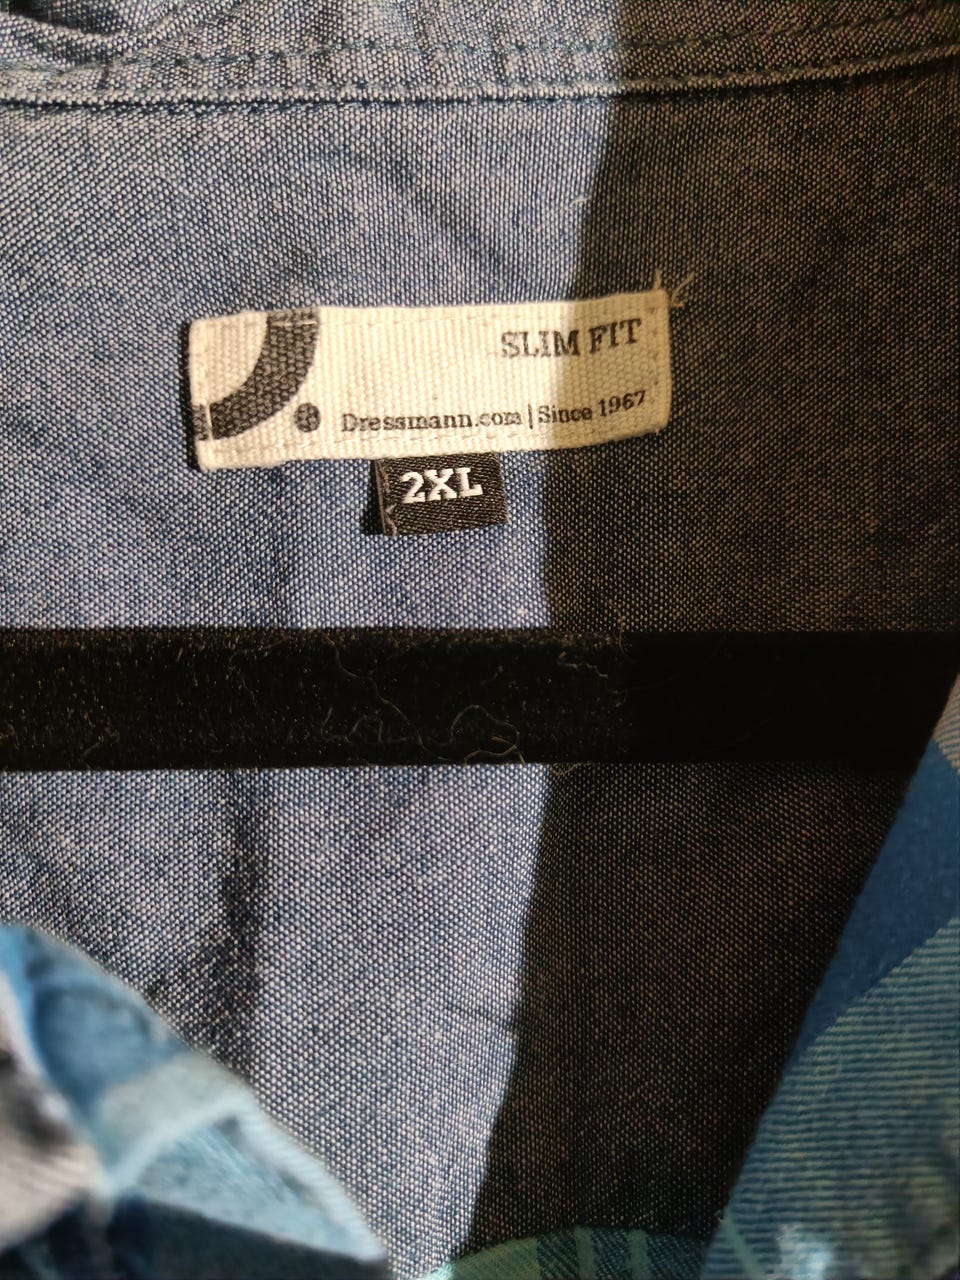 SLIM FIT
Dressmann.com | Since 1967
2XL